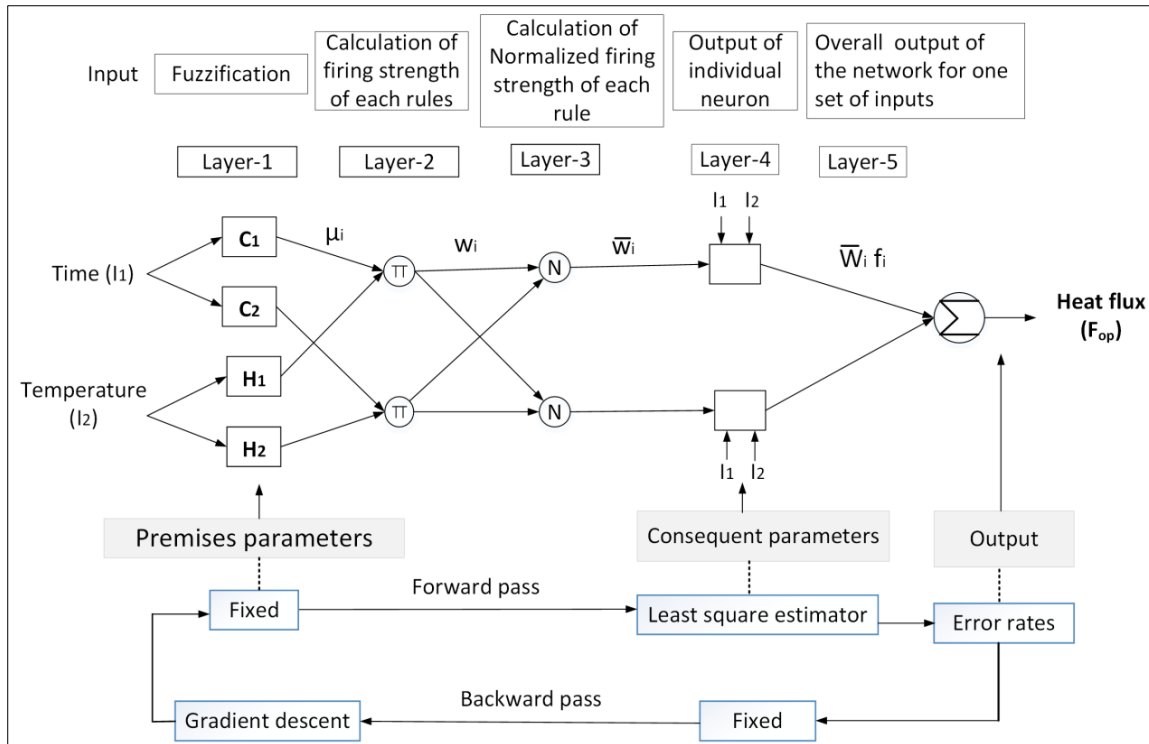 Input
Fuzzification
Calculation of
firing strength
of each rules
Calculation of
Normalized firing
strength of each
rule
Output of
individual
neuron
Overall output of
the network for one
set of inputs
Layer-1
Layer-2
Layer-3
Layer-4
Layer-5
I1 I2
C1
μi
wi
w̅i
W̅i fi
Time (I1)
π
N
C2
Σ
Heat flux
(Fop)
H1
Temperature
(I2)
π
N
H2
I1 I2
Premises parameters
Consequent parameters
Output
Forward pass
Fixed
Least square estimator
Error rates
Backward pass
Gradient descent
Fixed